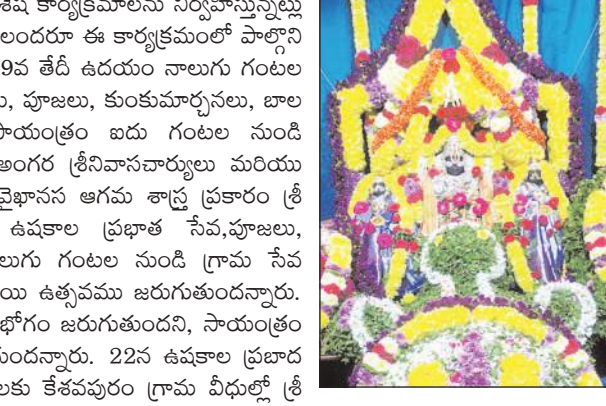 శేష కార్యక్రమాలను నిర్వహిస్తున్నట్లు
లందరూ ఈ కార్యక్రమంలో పాల్గొని
9వ తేదీ ఉదయం నాలుగు గంటల
, పూజలు, కుంకుమార్చనలు, బాల
సాయంత్రం ఐదు గంటల నుండి
అంగర శ్రీనివాసచార్యులు మరియు
వైఖానస ఆగమ శాస్త్ర ప్రకారం శ్రీ
ఉషకాల ప్రభాత సేవ,పూజలు,
లుగు గంటల నుండి గ్రామ సేవ
యి ఉత్సవము జరుగుతుందన్నారు.
భోగం జరుగుతుందని, సాయంత్రం
ుందన్నారు. 22న ఉషకాల ప్రబాద
లకు కేశవపురం గ్రామ వీధుల్లో శ్రీ